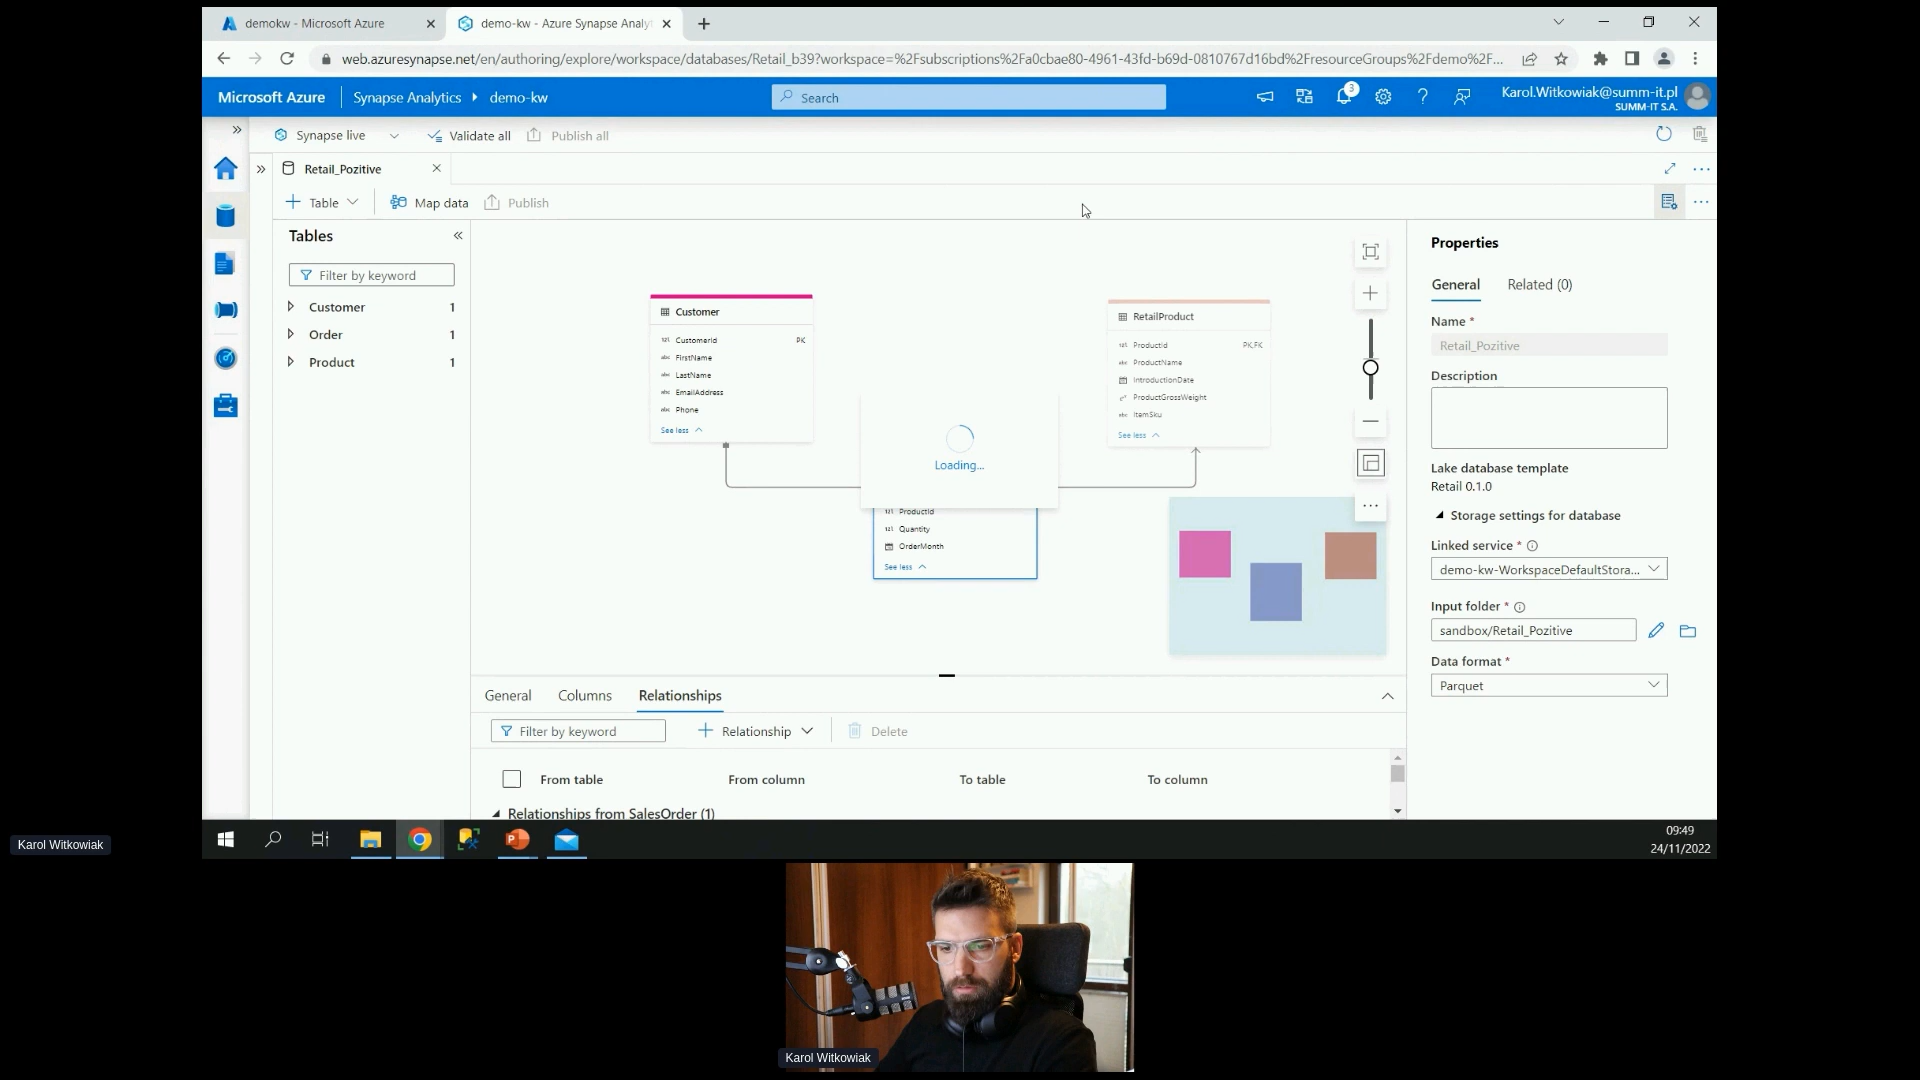 demokw - Microsoft Azure
demo-kw - Azure Synapse Analyt
web.azuresynapse.net/en/authoring/explore/workspace/databases/Retail_b39?workspace=%2Fsubscriptions%2Fa0cbae80-4961-43fd-b69d-0810767d16bd%2FresourceGroups%2Fdemo%2F...
Microsoft Azure
Synapse Analytics
demo-kw
Search
3
Karol.Witkowiak@summ-it.pl
SUMM-IT S.A.
Synapse live
Validate all
Publish all
Retail_Pozitive
Table
Map data
Publish
Tables
Filter by keyword
Customer 1
Order 1
Product 1
Customer
CustomerId PK
FirstName
LastName
EmailAddress
Phone
See less
RetailProduct
ProductId PK,FK
ProductName
IntroductionDate
ProductGrossWeight
ItemSku
See less
Loading...
ProductId
Quantity
OrderMonth
See less
Properties
General Related (0)
Name *
Retail_Pozitive
Description
Lake database template
Retail 0.1.0
Storage settings for database
Linked service *
demo-kw-WorkspaceDefaultStora...
Input folder *
sandbox/Retail_Pozitive
Data format *
Parquet
General Columns Relationships
Filter by keyword
Relationship
Delete
From table From column To table To column
Relationships from SalesOrder (1)
09:49
24/11/2022
Karol Witkowiak
Karol Witkowiak